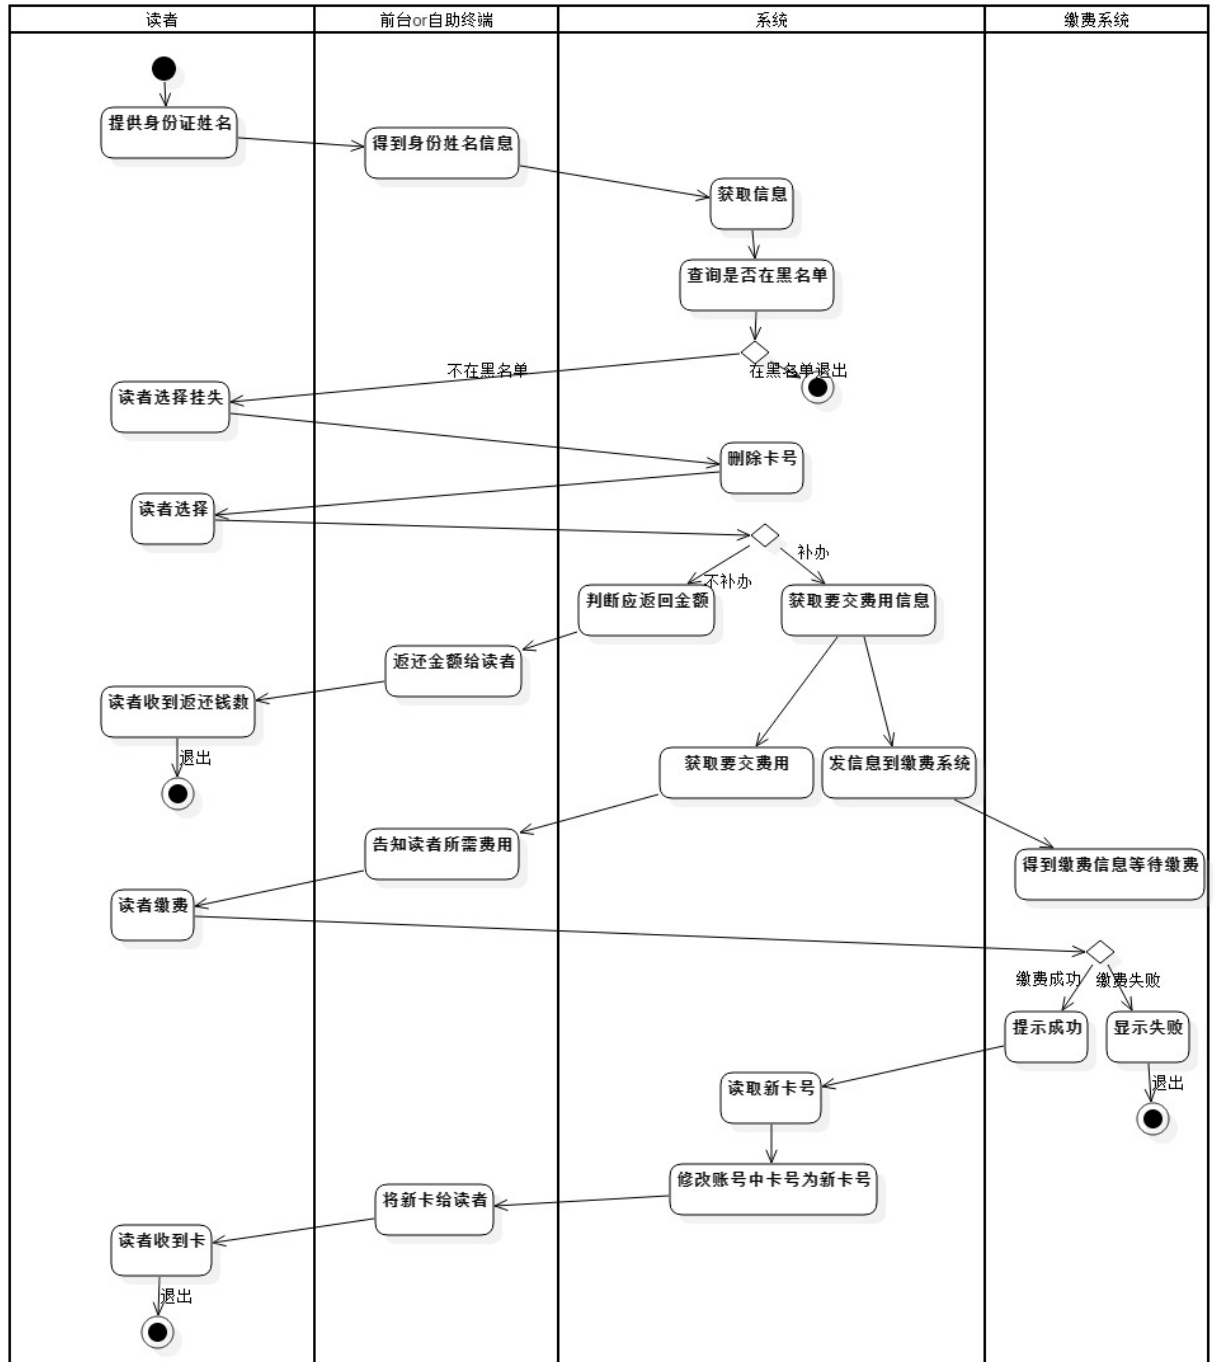 读者
前台or自助终端
系统
缴费系统
提供身份证姓名
得到身份姓名信息
获取信息
查询是否在黑名单
不在黑名单
在黑名单退出
读者选择挂失
删除卡号
读者选择
补办
不补办
判断应返回金额
获取要交费用信息
返还金额给读者
读者收到返还钱数
退出
获取要交费用
发信息到缴费系统
告知读者所需费用
得到缴费信息等待缴费
读者缴费
缴费成功
缴费失败
提示成功
显示失败
读取新卡号
退出
修改账号中卡号为新卡号
将新卡给读者
读者收到卡
退出